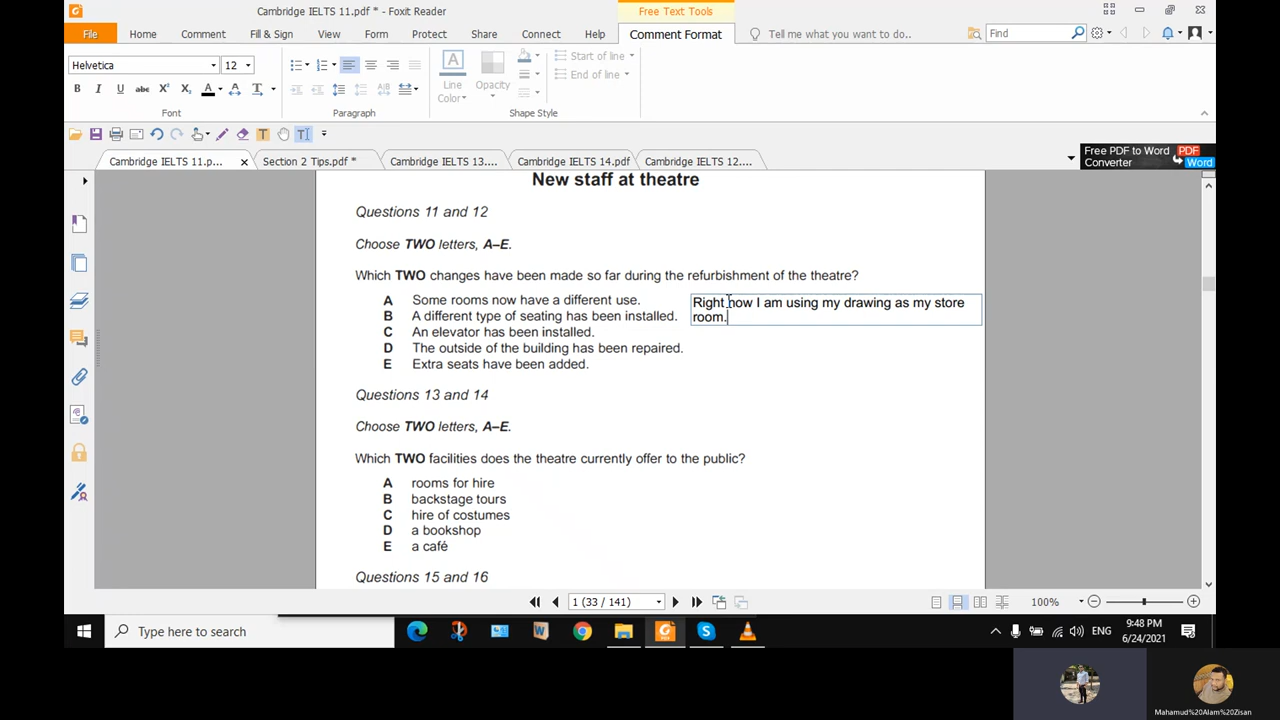 Cambridge IELTS 11.pdf * - Foxit Reader
Free Text Tools
File Home Comment Fill & Sign View Form Protect Share Connect Help Comment Format Tell me what you want to do.. Find
Helvetica 12
Start of line
End of line
Line Color
Opacity
Font Paragraph Shape Style
Cambridge IELTS 11.p... Section 2 Tips.pdf * Cambridge IELTS 13.... Cambridge IELTS 14.pdf Cambridge IELTS 12....
Free PDF to Word
Converter
PDF
Word
New staff at theatre
Questions 11 and 12
Choose TWO letters, A–E.
Which TWO changes have been made so far during the refurbishment of the theatre?
A Some rooms now have a different use.
B A different type of seating has been installed.
C An elevator has been installed.
D The outside of the building has been repaired.
E Extra seats have been added.
Right now I am using my drawing as my store
room.
Questions 13 and 14
Choose TWO letters, A–E.
Which TWO facilities does the theatre currently offer to the public?
A rooms for hire
B backstage tours
C hire of costumes
D a bookshop
E a café
Questions 15 and 16
1 (33 / 141)
100%
Type here to search
ENG
9:48 PM
6/24/2021
Mahamud%20Alam%20Zisan